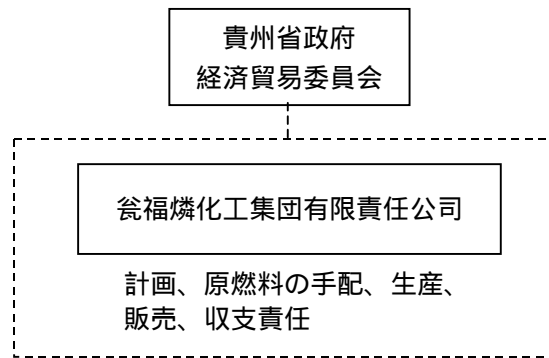 貴州省政府
経済貿易委員会
瓮福燐化工集団有限責任公司
計画、原燃料の手配、生産、
販売、収支責任